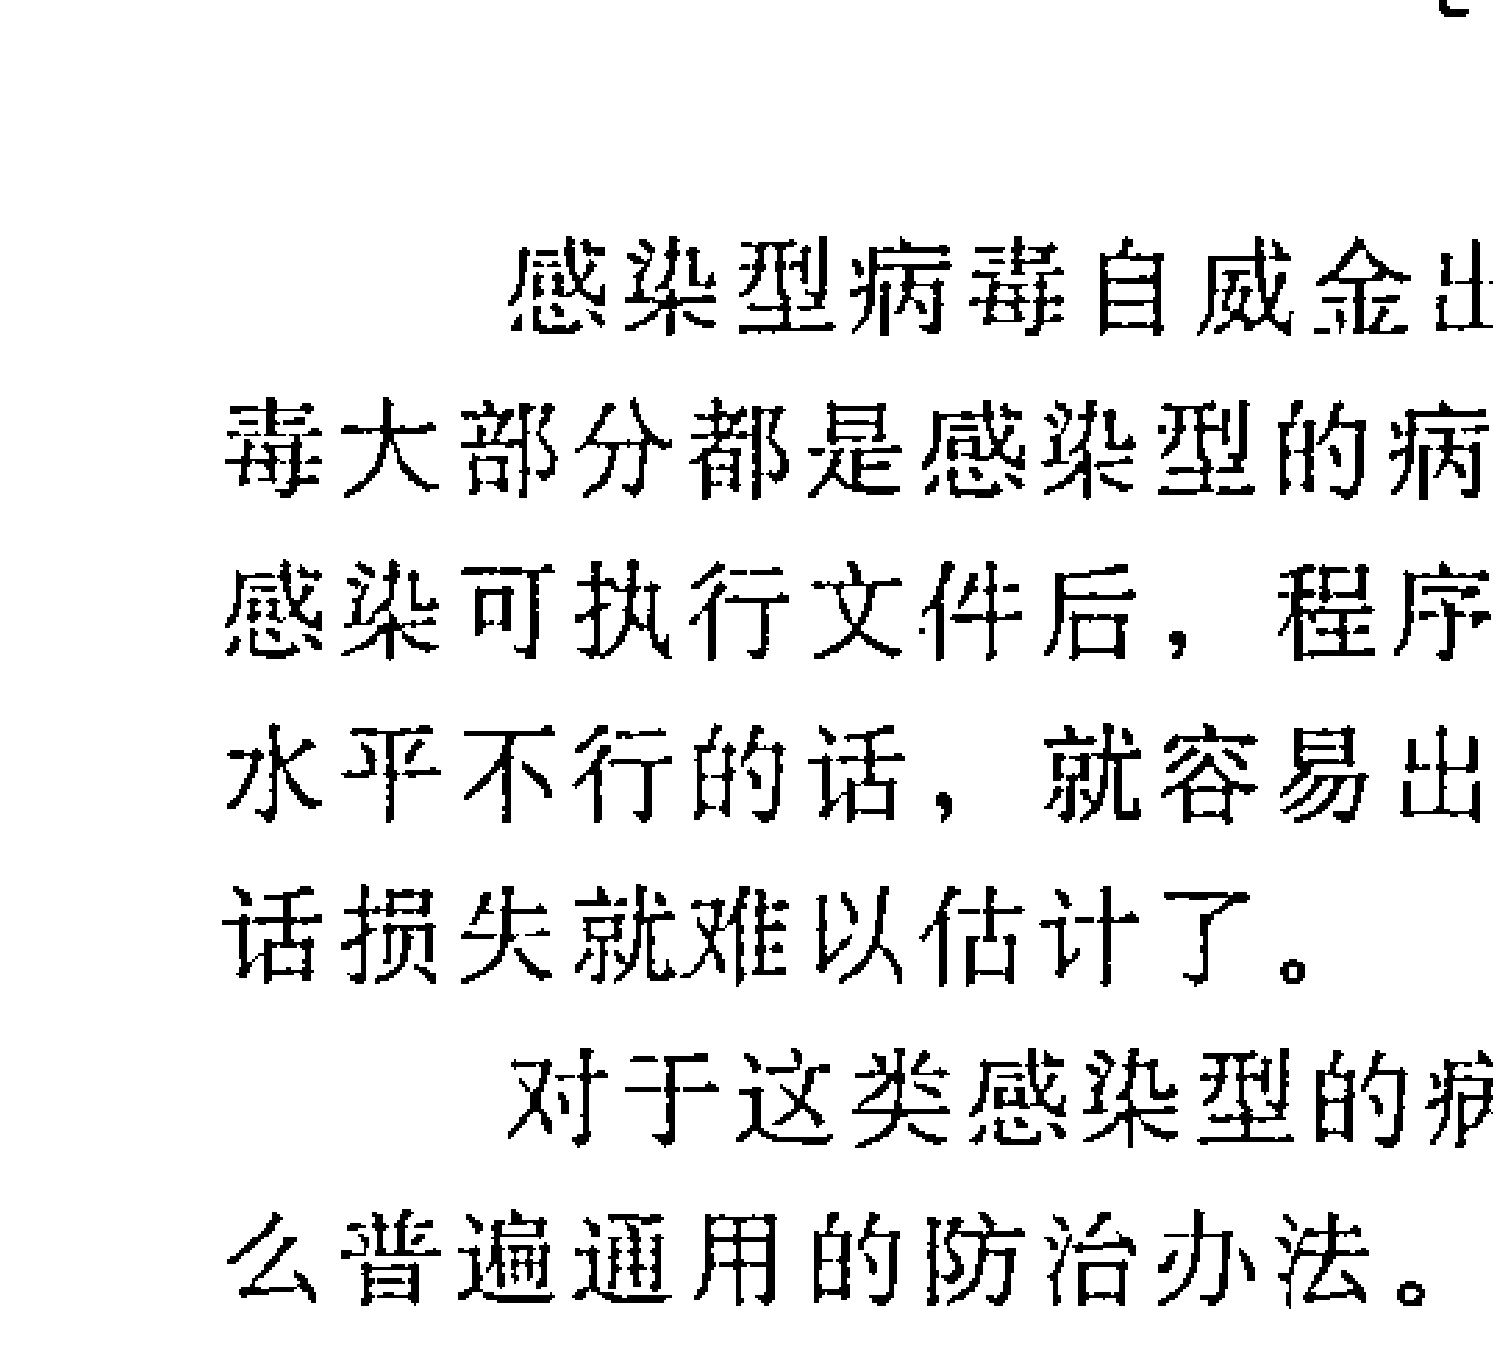 感染型病毒自威金出
毒大部分都是感染型的病
感染可执行文件后，程序
水平不行的话，就容易出
话损失就难以估计了。
对于这类感染型的病
么普遍通用的防治办法。